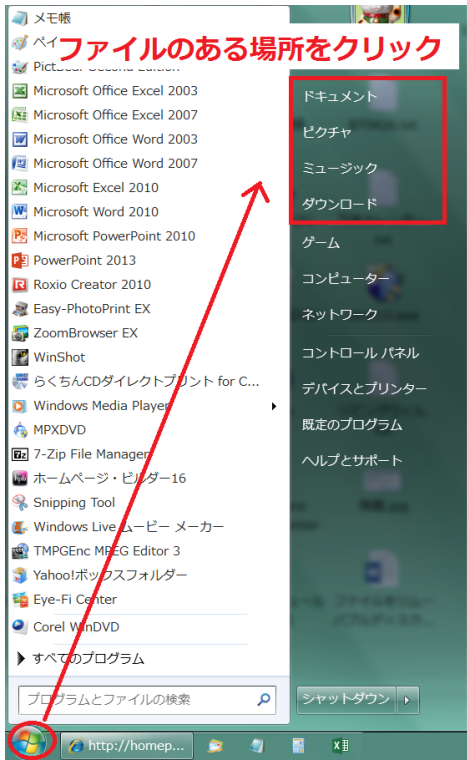 メモ帳
ペイ
ファイルのある場所をクリック
Microsoft Office Excel 2003
Microsoft Office Excel 2007
Microsoft Office Word 2003
Microsoft Office Word 2007
Microsoft Excel 2010
Microsoft Word 2010
Microsoft PowerPoint 2010
PowerPoint 2013
Roxio Creator 2010
Easy-PhotoPrint EX
ZoomBrowser EX
WinShot
らくちんCDダイレクトプリント for C...
Windows Media Player
MPXDVD
7-Zip File Manager
ホームページ・ビルダー16
Snipping Tool
Windows Live ムービー メーカー
TMPGEnc MPEG Editor 3
Yahoo!ボックスフォルダー
Eye-Fi Center
Corel WinDVD
すべてのプログラム
プログラムとファイルの検索
ドキュメント
ピクチャ
ミュージック
ダウンロード
ゲーム
コンピューター
ネットワーク
コントロール パネル
デバイスとプリンター
既定のプログラム
ヘルプとサポート
シャットダウン
http://homep...